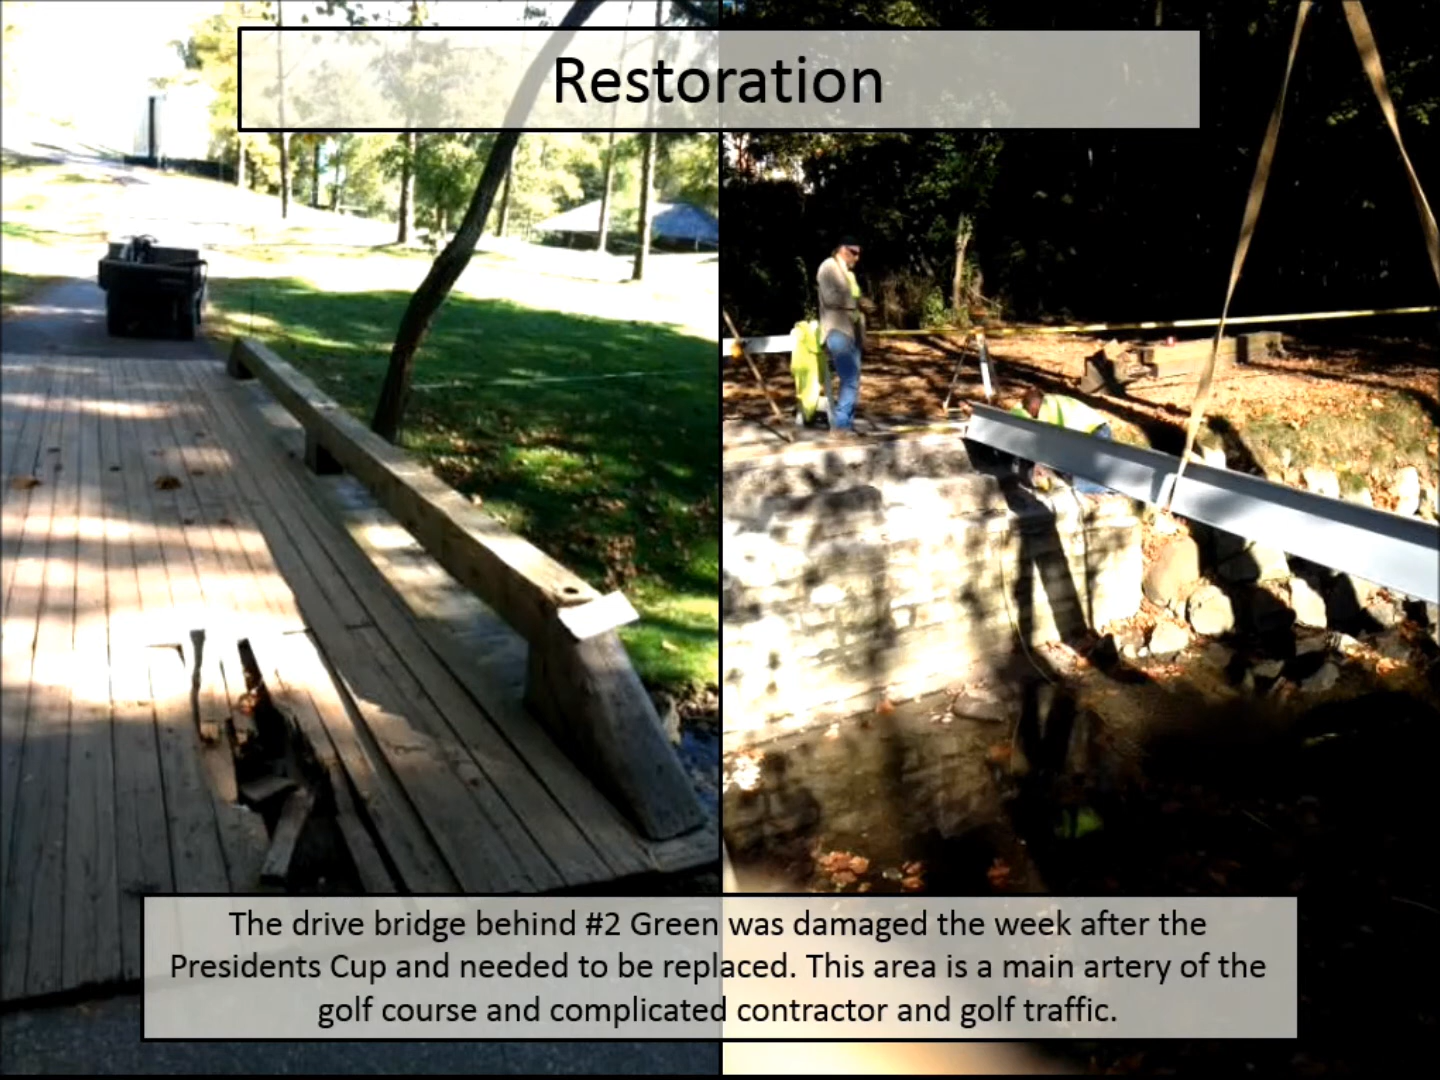 Restoration
The drive bridge behind #2 Green was damaged the week after the
Presidents Cup and needed to be replaced. This area is a main artery of the
golf course and complicated contractor and golf traffic.